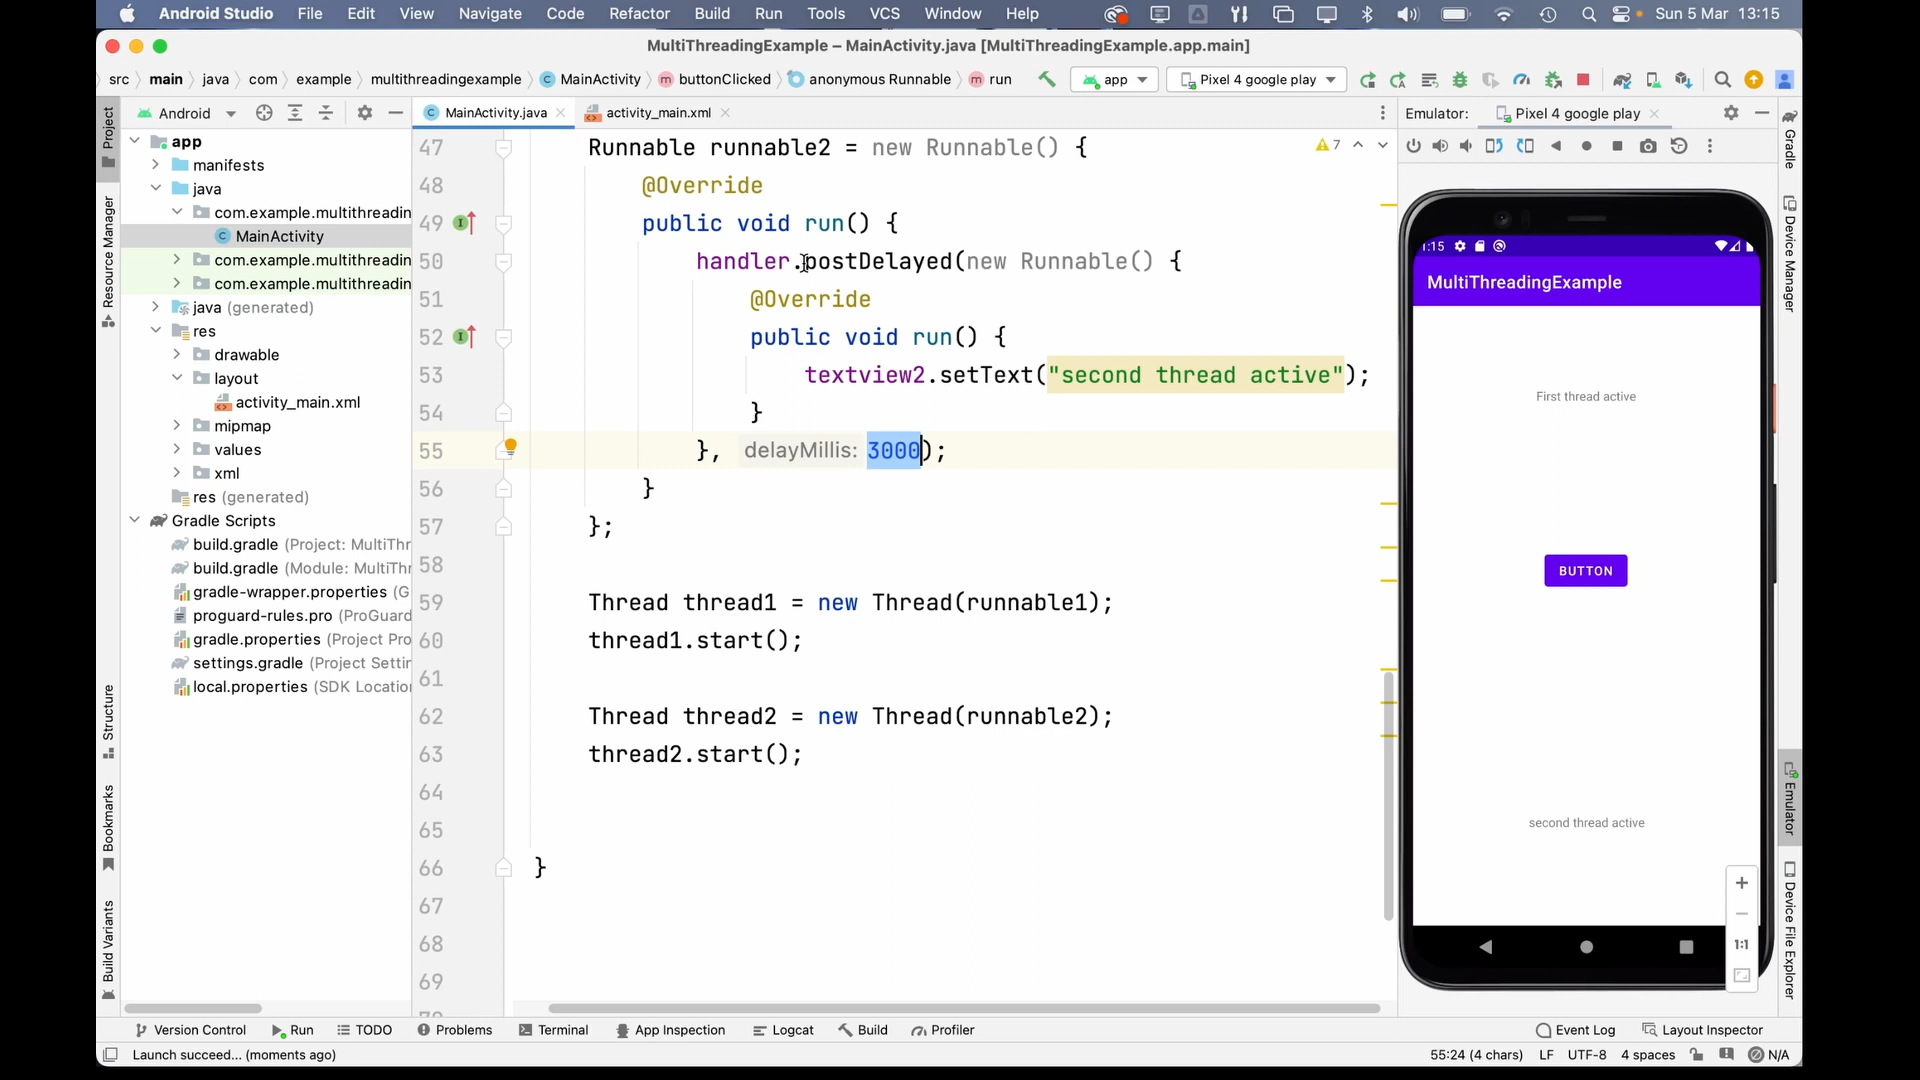 Android Studio File Edit View Navigate Code Refactor Build Run Tools VCS Window Help Sun 5 Mar 13:15
MultiThreadingExample – MainActivity.java [MultiThreadingExample.app.main]
src main java com example multithreadingexample MainActivity buttonClicked anonymous Runnable run app Pixel 4 google play
Project
Android
MainActivity.java
activity_main.xml
Emulator: Pixel 4 google play
app
manifests
java
com.example.multithreadin
MainActivity
com.example.multithreadin
com.example.multithreadin
java (generated)
res
drawable
layout
activity_main.xml
mipmap
values
xml
res (generated)
Gradle Scripts
build.gradle (Project: MultiThr
build.gradle (Module: MultiThr
gradle-wrapper.properties (G
proguard-rules.pro (ProGuard
gradle.properties (Project Pro
settings.gradle (Project Settir
local.properties (SDK Locatio
Resource Manager
Structure
Bookmarks
Build Variants
47 Runnable runnable2 = new Runnable() {
7
48 @Override
49 public void run() {
50 handler.postDelayed(new Runnable() {
51 @Override
52 public void run() {
53 textview2.setText("second thread active");
54 }
55 }, delayMillis: 3000);
56 }
57 };
58
59 Thread thread1 = new Thread(runnable1);
60 thread1.start();
61
62 Thread thread2 = new Thread(runnable2);
63 thread2.start();
64
65
66 }
67
68
69
1:15
MultiThreadingExample
First thread active
BUTTON
second thread active
1:1
Gradle
Device Manager
Emulator
Device File Explorer
Version Control Run TODO Problems Terminal App Inspection Logcat Build Profiler Event Log Layout Inspector
Launch succeed... (moments ago) 55:24 (4 chars) LF UTF-8 4 spaces N/A